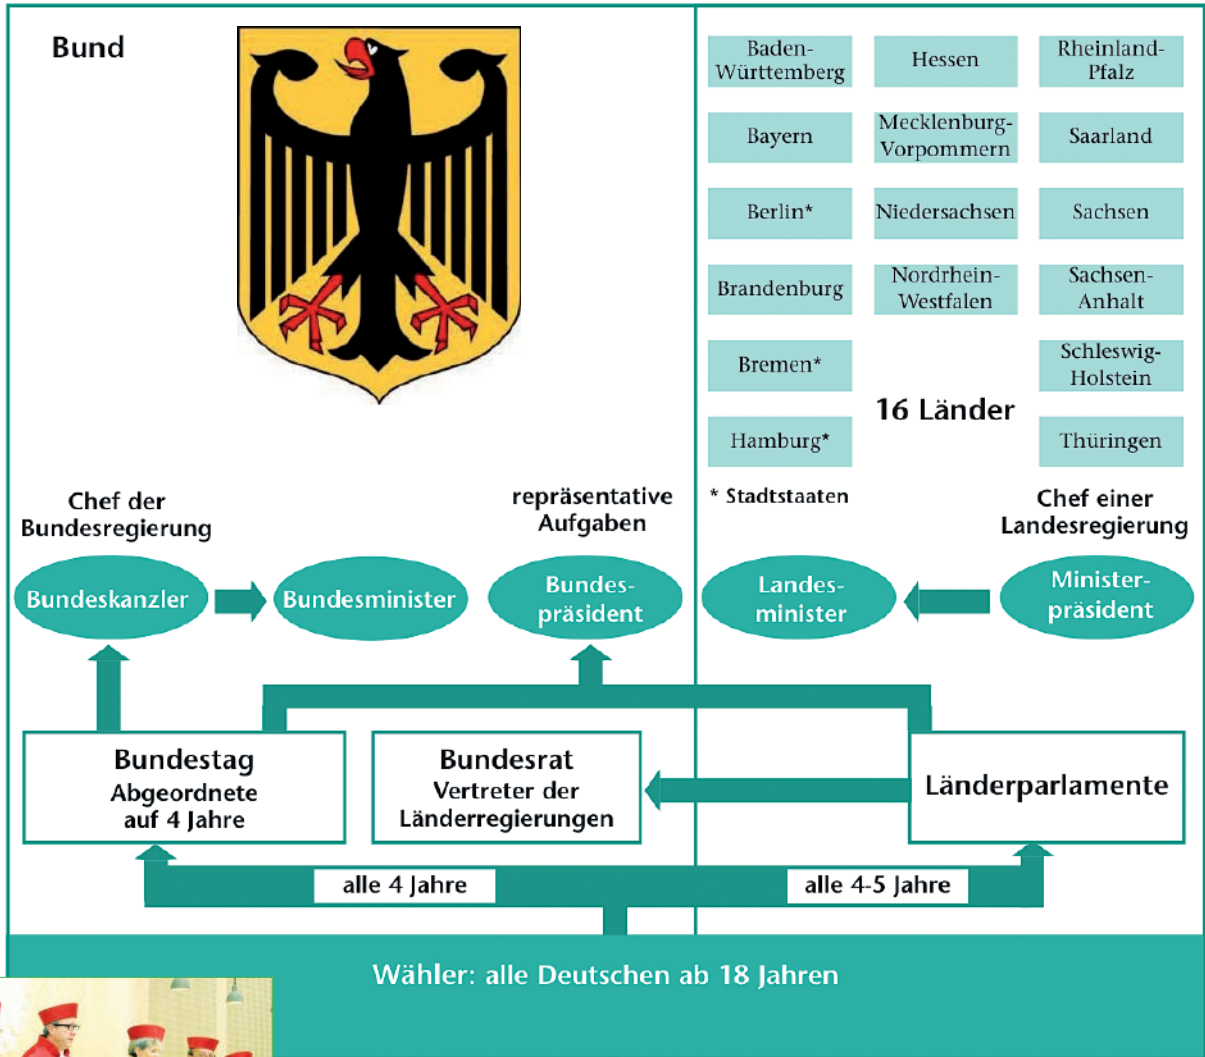 Bund
Baden-
Württemberg
Hessen
Rheinland-
Pfalz
Bayern
Mecklenburg-
Vorpommern
Saarland
Berlin*
Niedersachsen
Sachsen
Brandenburg
Nordrhein-
Westfalen
Sachsen-
Anhalt
Bremen*
Schleswig-
Holstein
16 Länder
Hamburg*
Thüringen
* Stadtstaaten
Chef der
Bundesregierung
repräsentative
Aufgaben
Chef einer
Landesregierung
Bundeskanzler
Bundesminister
Bundes-
präsident
Landes-
minister
Minister-
präsident
Bundestag
Abgeordnete
auf 4 Jahre
Bundesrat
Vertreter der
Länderregierungen
Länderparlamente
alle 4 Jahre
alle 4-5 Jahre
Wähler: alle Deutschen ab 18 Jahren